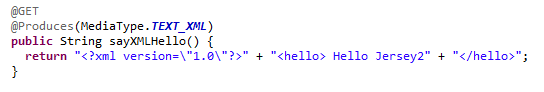 @GET
@Produces(MediaType.TEXT_XML)
public String sayXMLHello() {
return "<?xml version=\"1.0\"?>" + "<hello> Hello Jersey2" + "</hello>";
}